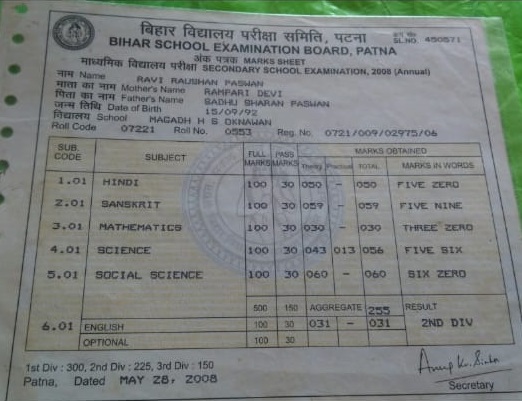 बिहार विद्यालय परीक्षा समिति, पटना
SL.NO. 450571
BIHAR SCHOOL EXAMINATION BOARD, PATNA
अंक पत्रक MARKS SHEET
माध्यमिक विद्यालय परीक्षा SECONDARY SCHOOL EXAMINATION, 2008 (Annual)
नाम Name RAVI RAUSHAN PASWAN
माता का नाम Mother's Name RAMPARI DEVI
पिता का नाम Father's Name SADHU SHARAN PASWAN
जन्म तिथि Date of Birth 15/09/92
विद्यालय School MAGADH H S OKNAWAN
Roll Code 07221 Roll No. 0553 Reg. No. 0721/009/02975/06
SUB. CODE SUBJECT FULL MARKS PASS MARKS MARKS OBTAINED
Theory Practical TOTAL MARKS IN WORDS
1.01 HINDI 100 30 050 - 050 FIVE ZERO
2.01 SANSKRIT 100 30 059 - 059 FIVE NINE
3.01 MATHEMATICS 100 30 030 - 030 THREE ZERO
4.01 SCIENCE 100 30 043 013 056 FIVE SIX
5.01 SOCIAL SCIENCE 100 30 060 - 060 SIX ZERO
500 150 AGGREGATE 255 RESULT
6.01 ENGLISH 100 30 031 - 031 2ND DIV
OPTIONAL 100 30
1st Div : 300, 2nd Div : 225, 3rd Div : 150
Patna, Dated MAY 28, 2008
Anup Kr. Sinha
Secretary